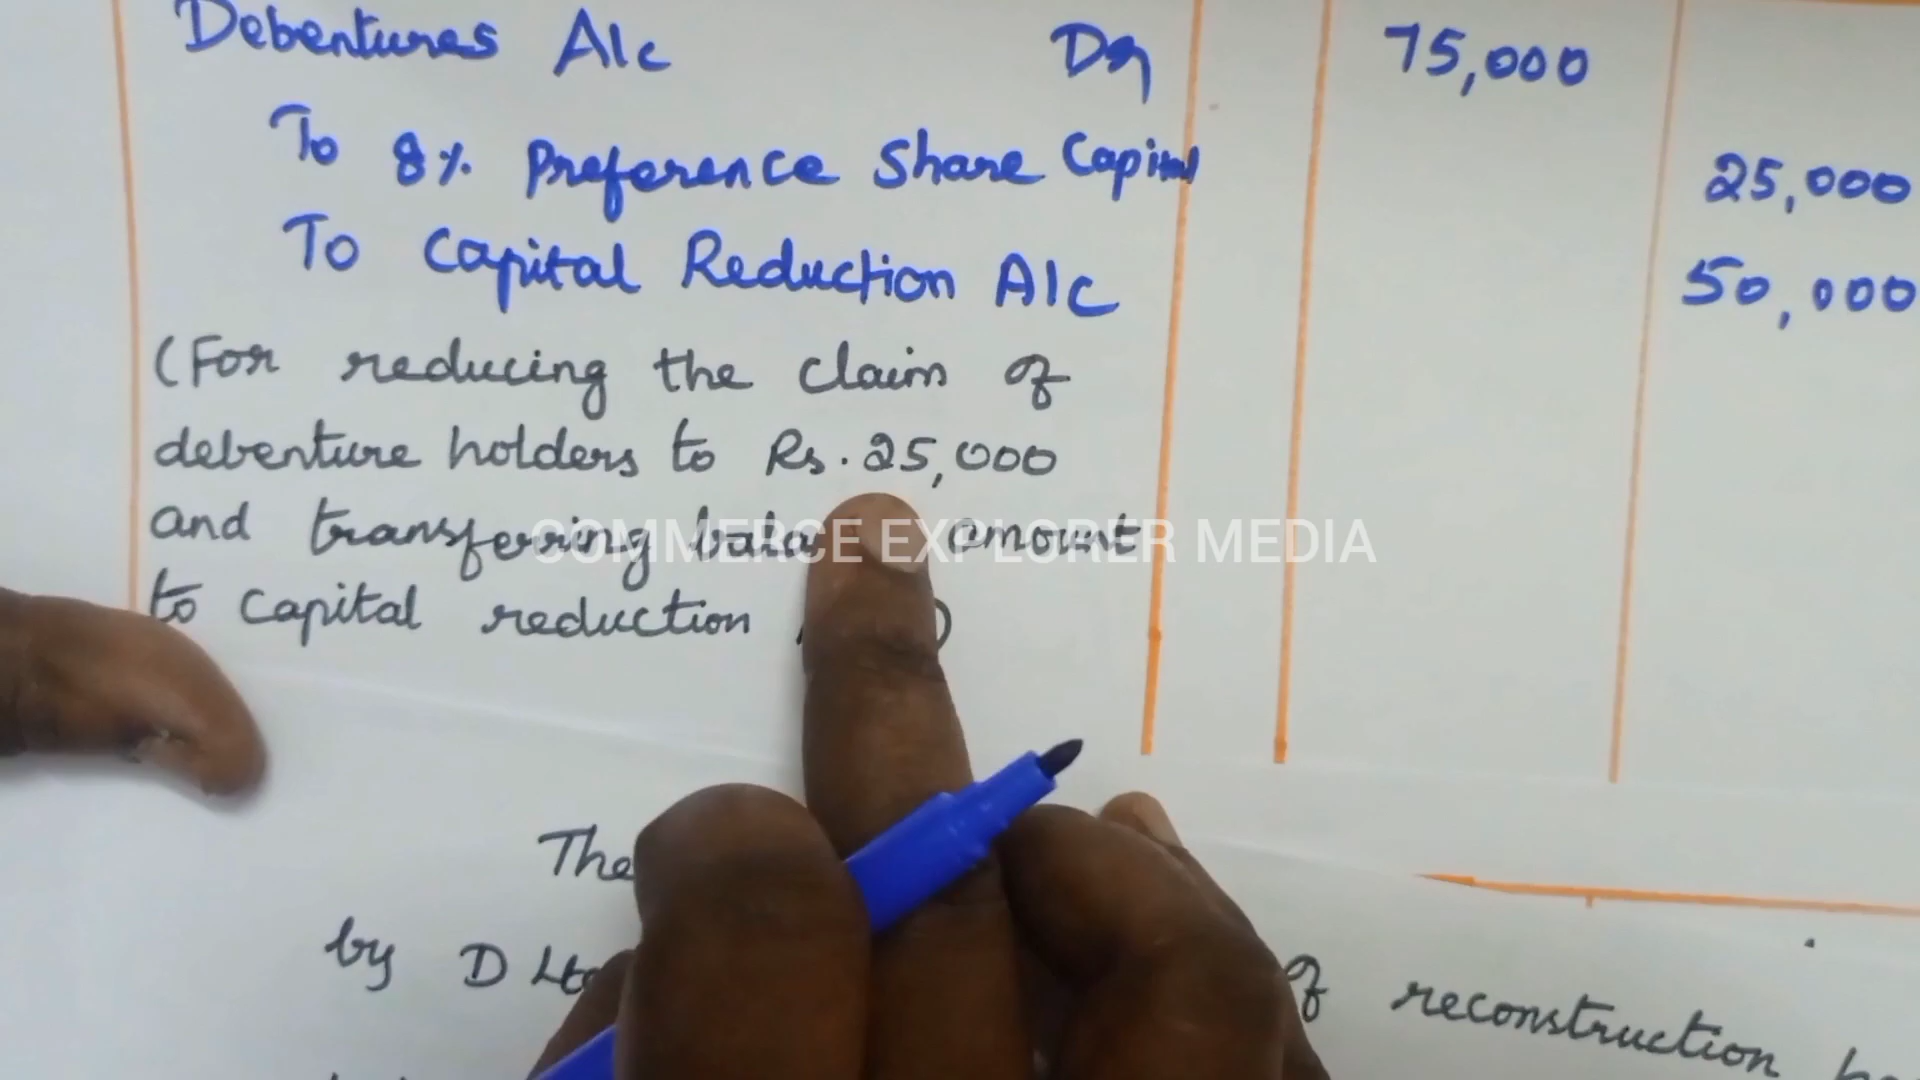 Debentures A/c Dr 75,000
To 8% Preference Share Capital 25,000
To Capital Reduction A/c 50,000
(For reducing the claim of
debenture holders to Rs. 25,000
and transferring amount
to capital reduction )
COMMERCE EXPLORER MEDIA
The
by D of reconstruction